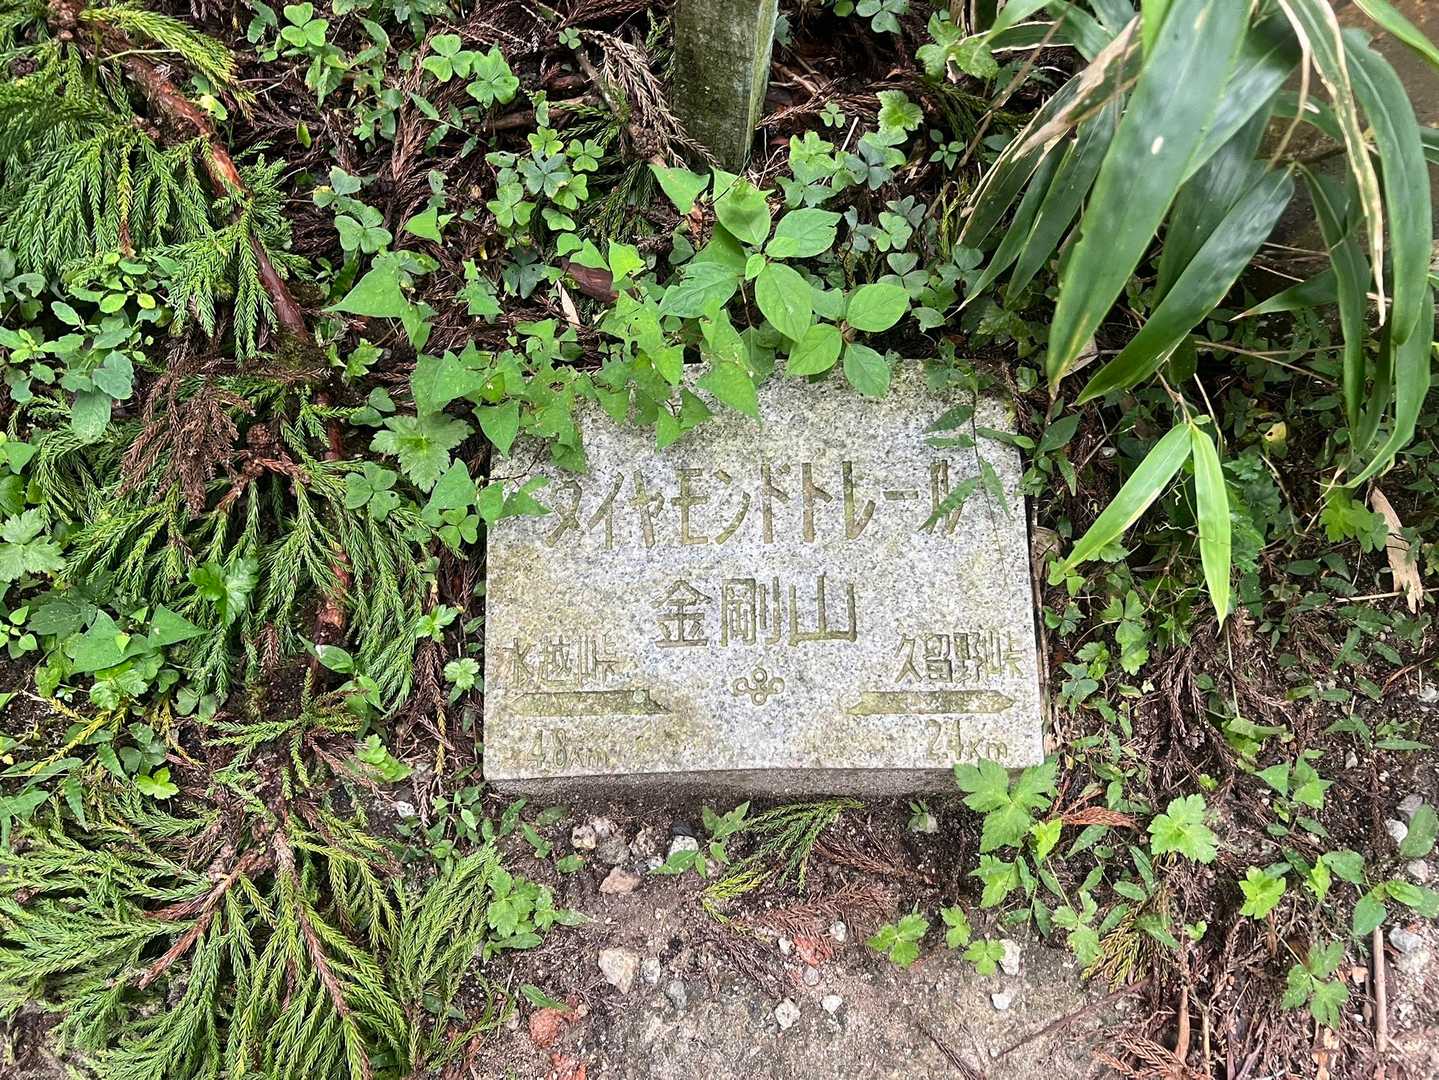 ダイヤモンドトレール
金剛山
水越峠
4.8Km
久留野峠
2.4Km